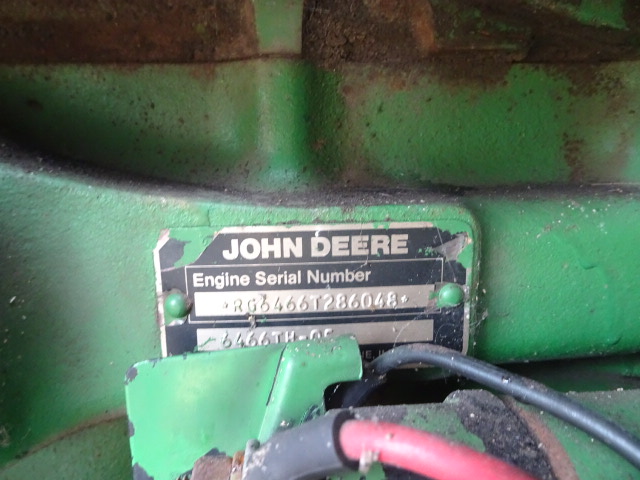 JOHN DEERE
Engine Serial Number
*RG6466T286048*